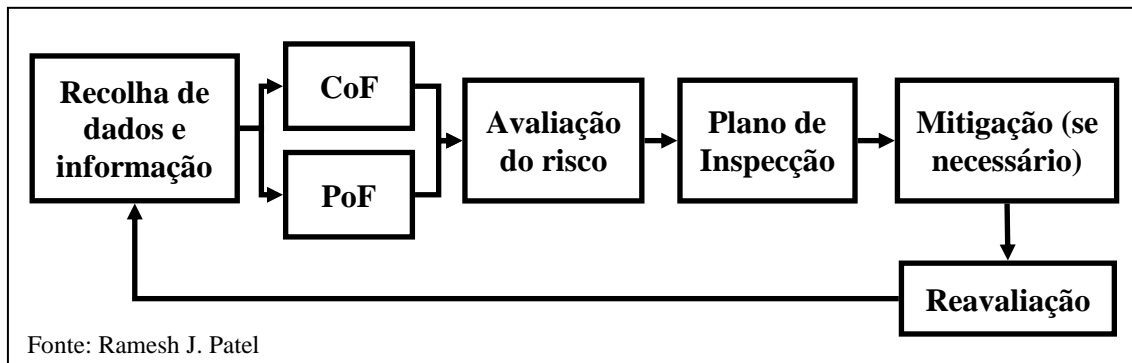 Recolha de
dados e
informação
CoF
PoF
Avaliação
do risco
Plano de
Inspecção
Mitigação (se
necessário)
Reavaliação
Fonte: Ramesh J. Patel